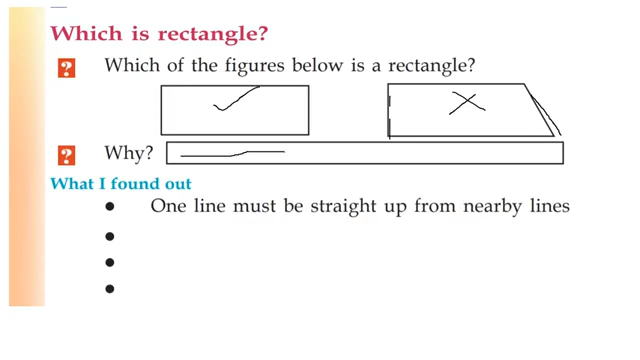 Which is rectangle?
? Which of the figures below is a rectangle?
? Why?
What I found out
• One line must be straight up from nearby lines
•
•
•